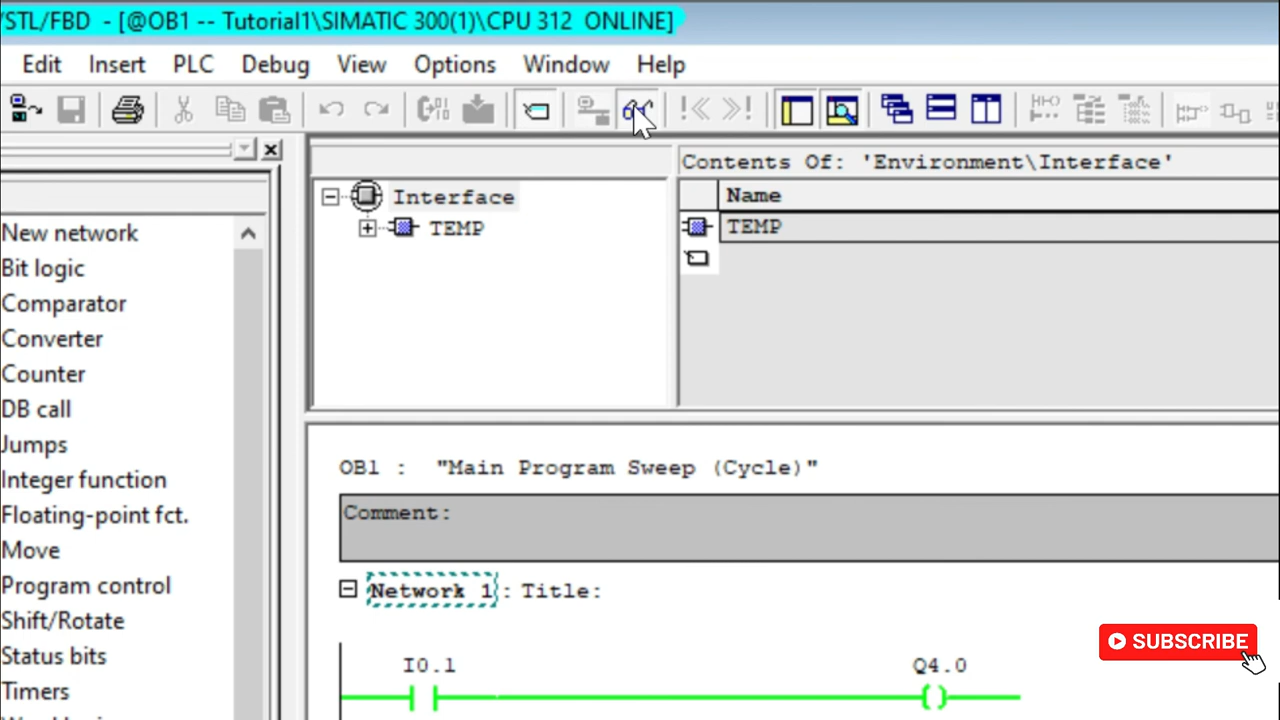 /STL/FBD - [@OB1 -- Tutorial1\SIMATIC 300(1)\CPU 312 ONLINE]
Edit Insert PLC Debug View Options Window Help
Contents Of: 'Environment\Interface'
Interface
Name
TEMP
TEMP
New network
Bit logic
Comparator
Converter
Counter
DB call
Jumps
Integer function
Floating-point fct.
Move
Program control
Shift/Rotate
Status bits
Timers
OB1 : "Main Program Sweep (Cycle)"
Comment:
Network 1 : Title:
I0.1 Q4.0
SUBSCRIBE